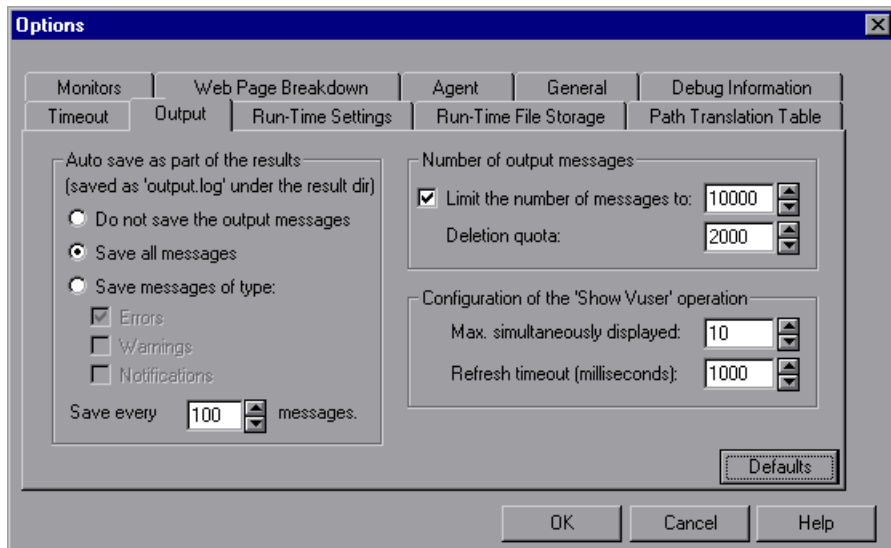 Options
Monitors
Web Page Breakdown
Agent
General
Debug Information
Timeout
Output
Run-Time Settings
Run-Time File Storage
Path Translation Table
Auto save as part of the results
(saved as 'output.log' under the result dir)
Do not save the output messages
Save all messages
Save messages of type:
Errors
Warnings
Notifications
Save every 100 messages.
Number of output messages
Limit the number of messages to: 10000
Deletion quota: 2000
Configuration of the 'Show Vuser' operation
Max. simultaneously displayed: 10
Refresh timeout (milliseconds): 1000
Defaults
OK
Cancel
Help